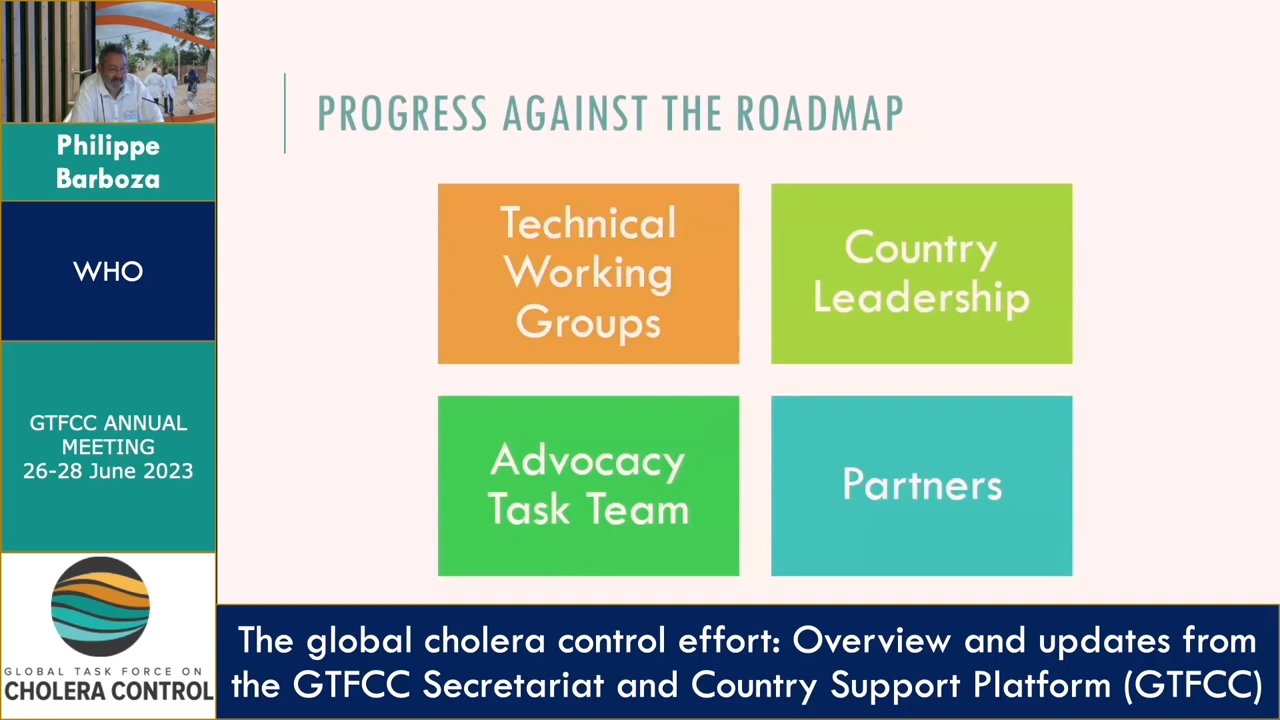 Philippe
Barboza
WHO
GTFCC ANNUAL
MEETING
26-28 June 2023
GLOBAL TASK FORCE ON
CHOLERA CONTROL
PROGRESS AGAINST THE ROADMAP
Technical
Working
Groups
Country
Leadership
Advocacy
Task Team
Partners
The global cholera control effort: Overview and updates from
the GTFCC Secretariat and Country Support Platform (GTFCC)